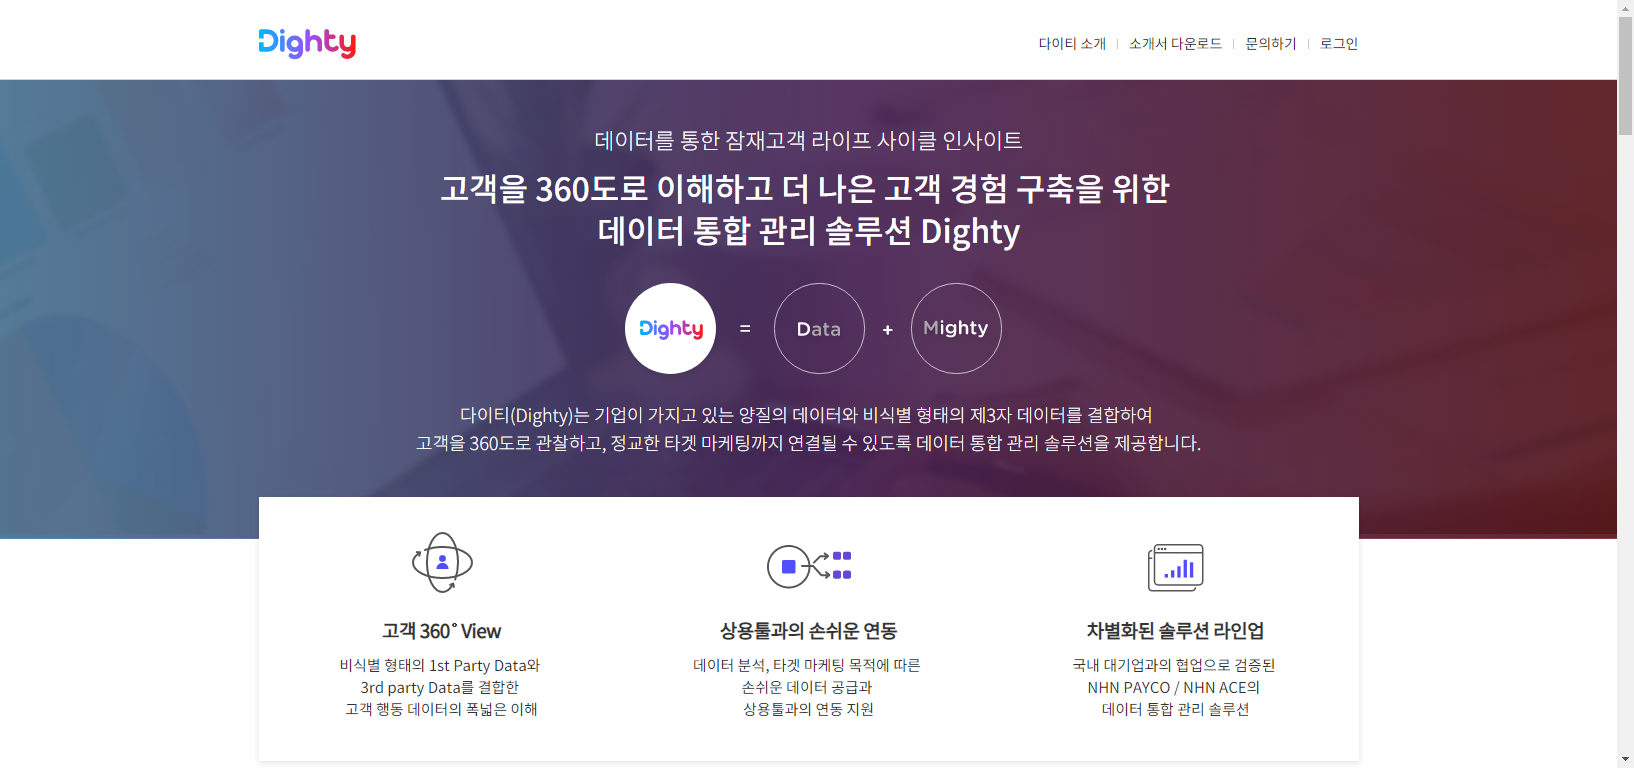 Dighty
다이티 소개
소개서 다운로드
문의하기
로그인
데이터를 통한 잠재고객 라이프 사이클 인사이트
고객을 360도로 이해하고 더 나은 고객 경험 구축을 위한
데이터 통합 관리 솔루션 Dighty
Dighty = Data + Mighty
다이티(Dighty)는 기업이 가지고 있는 양질의 데이터와 비식별 형태의 제3자 데이터를 결합하여
고객을 360도로 관찰하고, 정교한 타겟 마케팅까지 연결될 수 있도록 데이터 통합 관리 솔루션을 제공합니다.
고객 360˚ View
비식별 형태의 1st Party Data와
3rd party Data를 결합한
고객 행동 데이터의 폭넓은 이해
상용툴과의 손쉬운 연동
데이터 분석, 타겟 마케팅 목적에 따른
손쉬운 데이터 공급과
상용툴과의 연동 지원
차별화된 솔루션 라인업
국내 대기업과의 협업으로 검증된
NHN PAYCO / NHN ACE의
데이터 통합 관리 솔루션